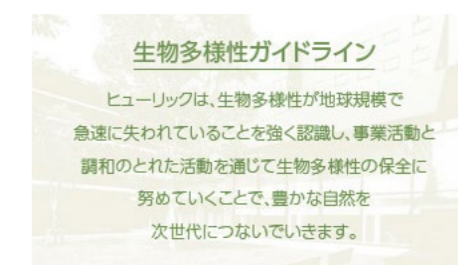 生物多様性ガイドライン
ヒューリックは、生物多様性が地球規模で
急速に失われていることを強く認識し、事業活動と
調和のとれた活動を通じて生物多様性の保全に
努めていくことで、豊かな自然を
次世代につないでいきます。